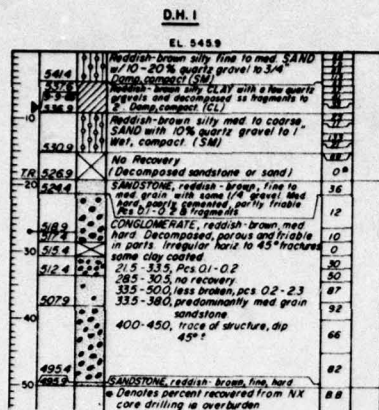 D.H. 1
EL. 545.9
Reddish-brown silty fine to med. SAND
w/ 10-20% quartz gravel to 3/4"
541.4 Damp, compact (SM)
537.6 Reddish-brown silty CLAY with a few quartz
gravels and decomposed ss fragments to
536.9 2" Damp, compact (CL)
10
Reddish-brown silty med. to coarse,
SAND with 10% quartz gravel to 1"
Wet, compact. (SM)
530.9
No Recovery
T.R. 526.9 (Decomposed sandstone or sand) 0*
20
524.4 SANDSTONE, reddish-brown, fine to 36
med. grain with some 1/4 gravel. Med
hard, poorly cemented, partly friable
Pcs 0.1-0.2 & fragments 12
518.9 CONGLOMERATE, reddish-brown, med
517.4 hard. Decomposed, porous and friable 10
in parts. Irregular horiz to 45° fractures 0
515.4 some clay coated
30
512.4 21.5-33.5, Pcs 0.1-0.2 30
28.5-30.5, no recovery 50
33.5-50.0, less broken, pcs 0.2-2.3 87
507.9 33.5-38.0, predominantly med grain
sandstone 92
40
40.0-45.0, trace of structure, dip
45° 66
495.4 82
495.9 SANDSTONE, reddish-brown, fine, hard
50
* Denotes percent recovered from NX 88
core drilling in overburden